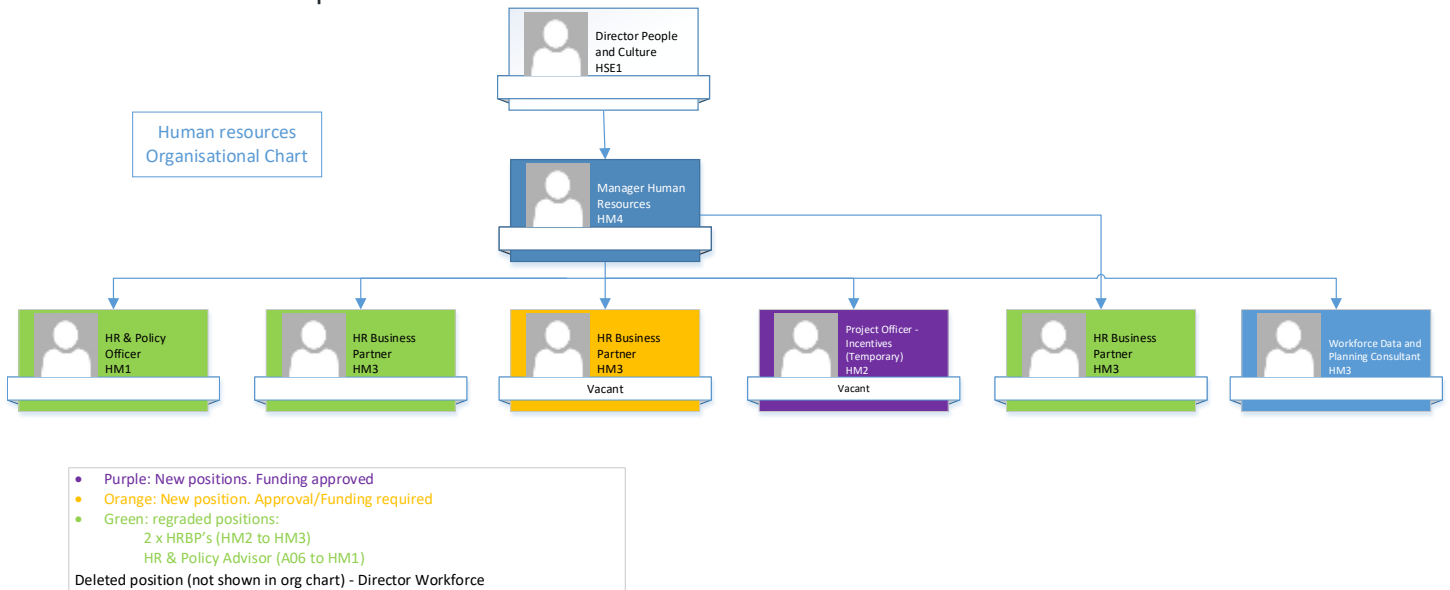 Director People
and Culture
HSE1
Human resources
Organisational Chart
Manager Human
Resources
HM4
HR & Policy
Officer
HM1
HR Business
Partner
HM3
HR Business
Partner
HM3
Vacant
Project Officer -
Incentives
(Temporary)
HM2
Vacant
HR Business
Partner
HM3
Workforce Data and
Planning Consultant
HM3
• Purple: New positions. Funding approved
• Orange: New position. Approval/Funding required
• Green: regraded positions:
2 x HRBP's (HM2 to HM3)
HR & Policy Advisor (A06 to HM1)
Deleted position (not shown in org chart) - Director Workforce